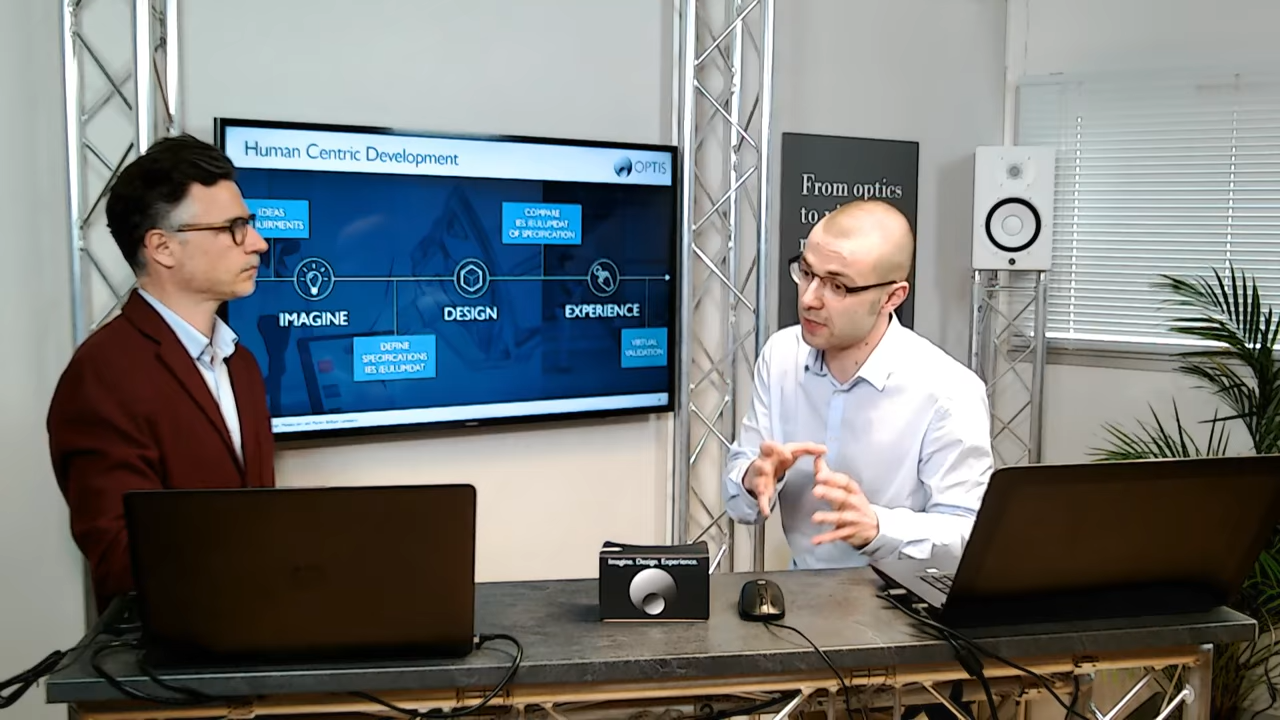 Human Centric Development
OPTIS
IDEAS
COMPARE
IES /EULUMDAT
OF SPECIFICATION
IMAGINE
DESIGN
EXPERIENCE
DEFINE
SPECIFICATIONS
IES /EULUMDAT
VIRTUAL
VALIDATION
From optics
to
Imagine. Design. Experience.